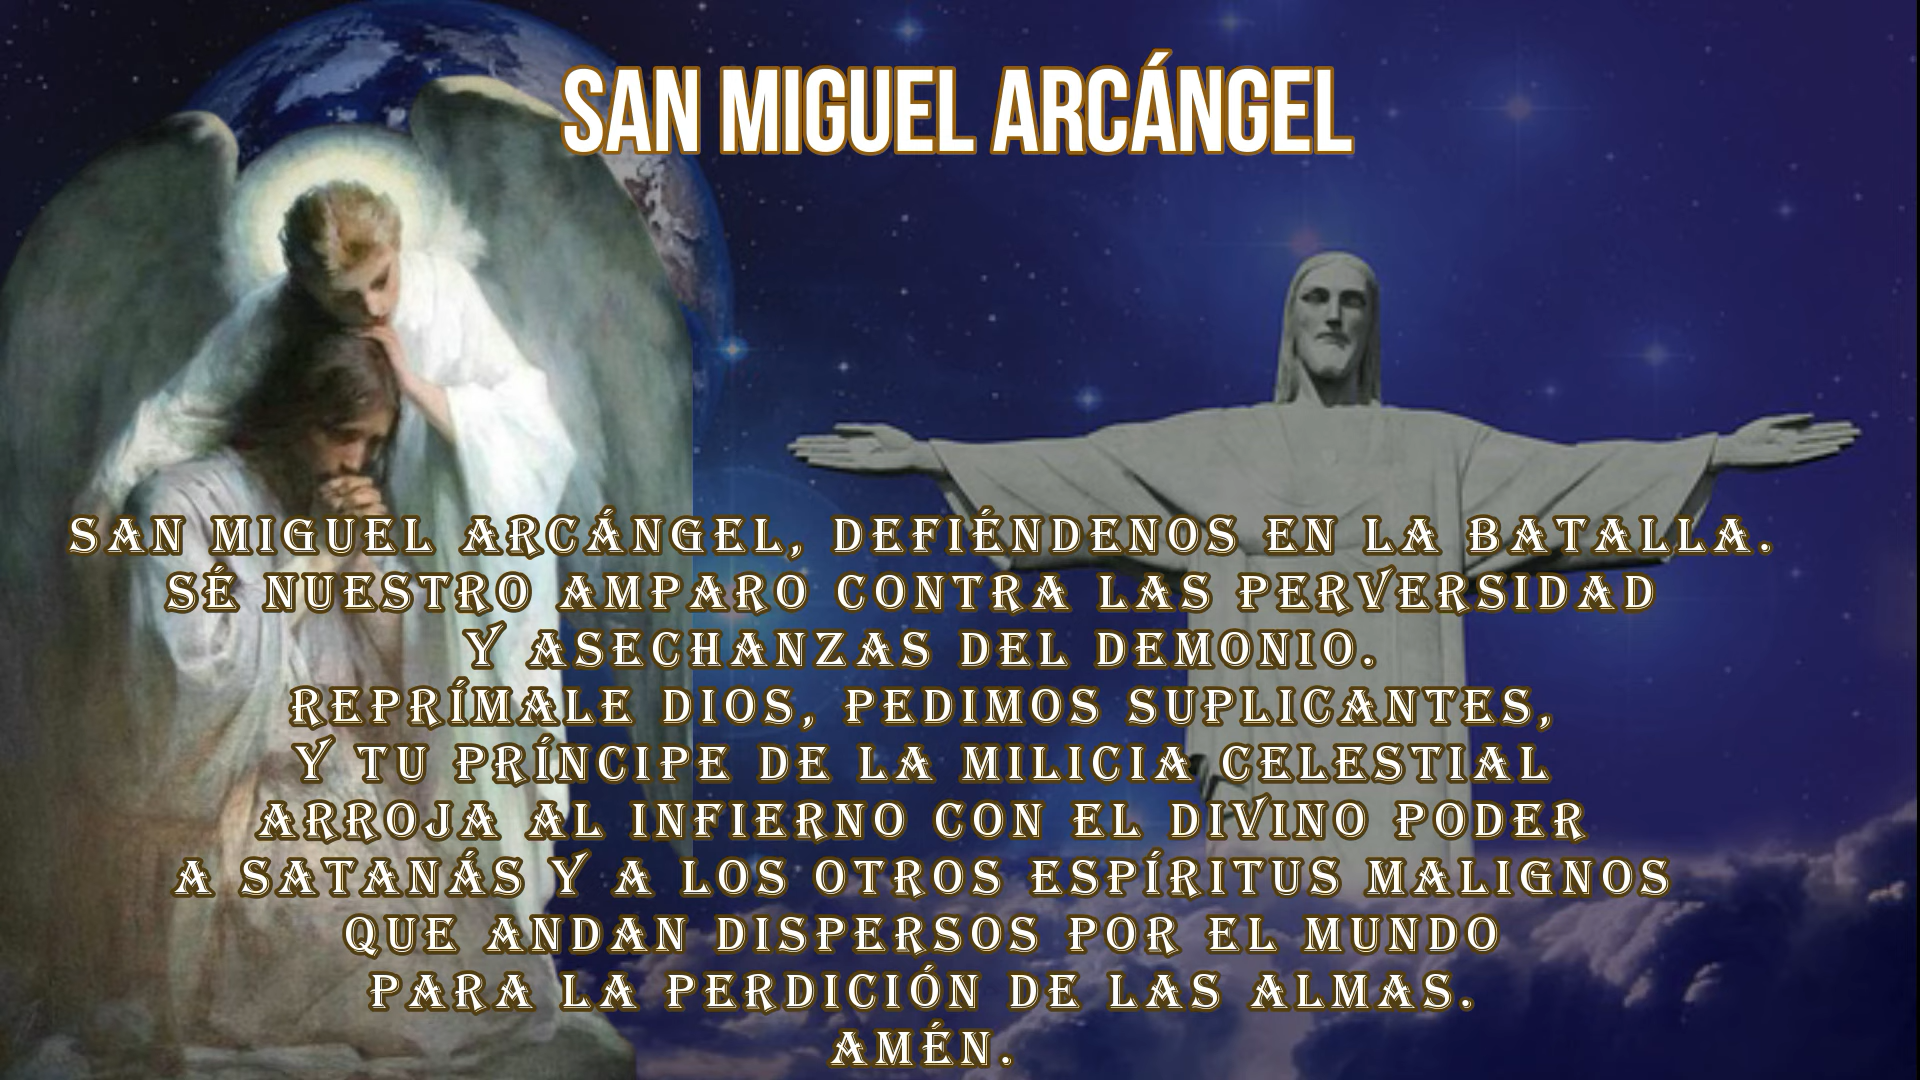 SAN MIGUEL ARCÁNGEL
SAN MIGUEL ARCÁNGEL, DEFIÉNDENOS EN LA BATALLA.
SÉ NUESTRO AMPARO CONTRA LAS PERVERSIDAD
Y ASECHANZAS DEL DEMONIO.
REPRÍMALE DIOS, PEDIMOS SUPLICANTES,
Y TU PRÍNCIPE DE LA MILICIA CELESTIAL
ARROJA AL INFIERNO CON EL DIVINO PODER
A SATANÁS Y A LOS OTROS ESPÍRITUS MALIGNOS
QUE ANDAN DISPERSOS POR EL MUNDO
PARA LA PERDICIÓN DE LAS ALMAS.
AMÉN.